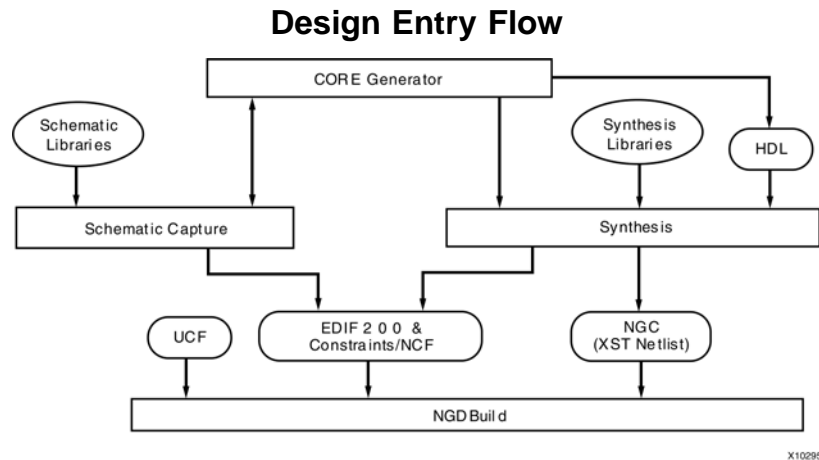 Design Entry Flow
CORE Generator
Schematic
Libraries
Synthesis
Libraries
HDL
Schematic Capture
Synthesis
UCF
EDIF 2 0 0 &
Constraints/NCF
NGC
(XST Netlist)
NGDBuild
X10295